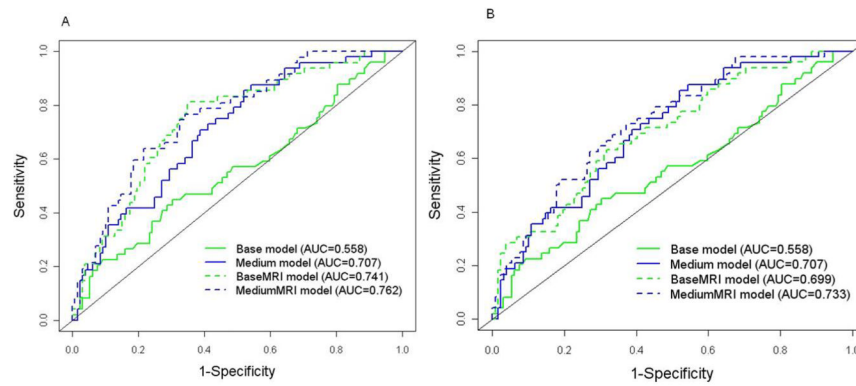 A
Sensitivity
1.0
0.8
0.6
0.4
0.2
0.0
Base model (AUC=0.558)
Medium model (AUC=0.707)
BaseMRI model (AUC=0.741)
MediumMRI model (AUC=0.762)
0.0 0.2 0.4 0.6 0.8 1.0
1-Specificity
B
Sensitivity
1.0
0.8
0.6
0.4
0.2
0.0
Base model (AUC=0.558)
Medium model (AUC=0.707)
BaseMRI model (AUC=0.699)
MediumMRI model (AUC=0.733)
0.0 0.2 0.4 0.6 0.8 1.0
1-Specificity